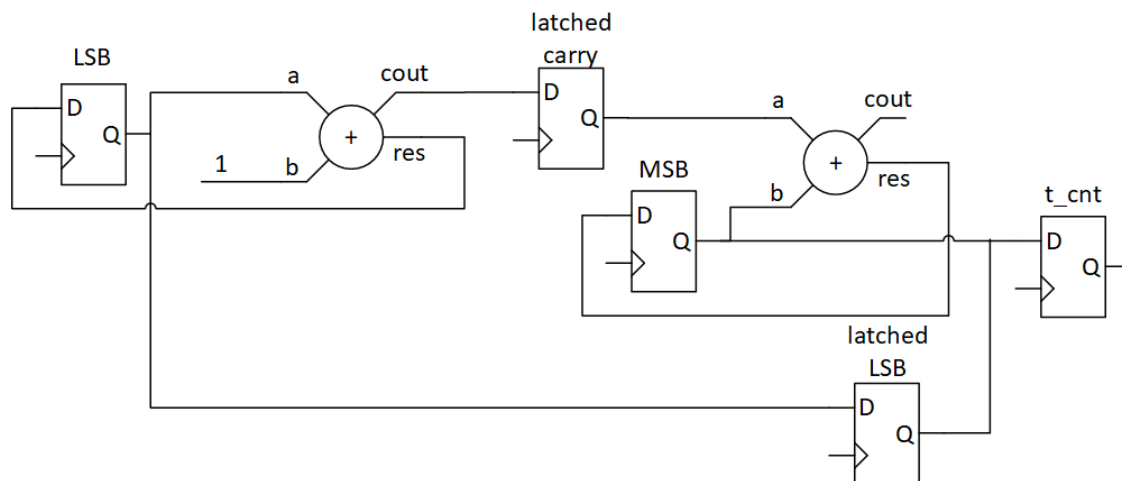 latched
carry
LSB
D
Q
a
1
b
+
cout
res
D
Q
a
b
+
cout
res
MSB
D
Q
t_cnt
D
Q
latched
LSB
D
Q